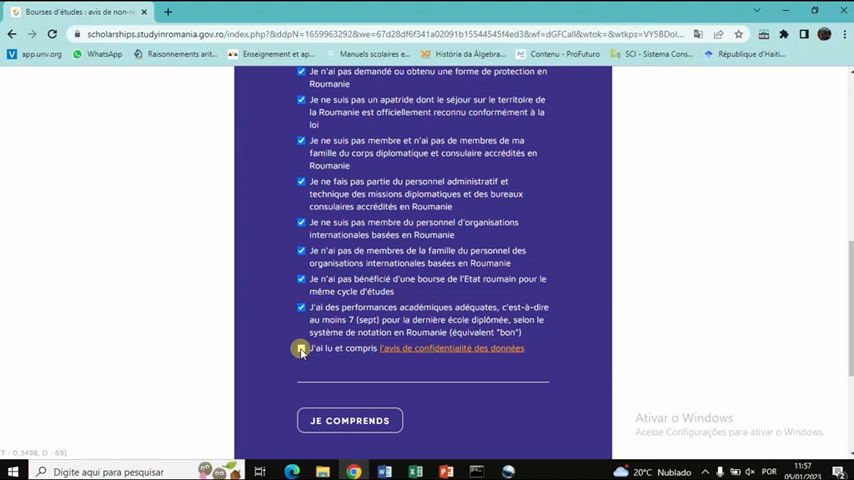 Bourses d'études : avis de non-re
scholarships.studyinromania.gov.ro/index.php?ddpN=1659963292&we=67d28df6f341a02091b15544545f4ed3&wf=dGFCall&wtok=&wtkps=VY5BDol...
app.unv.org WhatsApp Raisonnements arit... Enseignement et ap... Manuels scolaires e... História da Álgebra... Contenu - ProFuturo SCI - Sistema Cons... République d'Haïti...
Je n'ai pas demandé ou obtenu une forme de protection en
Roumanie
Je ne suis pas un apatride dont le séjour sur le territoire de
la Roumanie est officiellement reconnu conformément à la
loi
Je ne suis pas membre et n'ai pas de membres de ma
famille du corps diplomatique et consulaire accrédités en
Roumanie
Je ne fais pas partie du personnel administratif et
technique des missions diplomatiques et des bureaux
consulaires accrédités en Roumanie
Je ne suis pas membre du personnel d'organisations
internationales basées en Roumanie
Je n'ai pas de membres de la famille du personnel des
organisations internationales basées en Roumanie
Je n'ai pas bénéficié d'une bourse de l'Etat roumain pour le
même cycle d'études
J'ai des performances académiques adéquates, c'est-à-dire
au moins 7 (sept) pour la dernière école diplômée, selon le
système de notation en Roumanie (équivalent "bon")
J'ai lu et compris l'avis de confidentialité des données
JE COMPRENDS
Ativar o Windows
Acesse Configurações para ativar o Windows.
T : 0,3498, O : 69)
Digite aqui para pesquisar
20°C Nublado
POR
11:57
05/01/2023